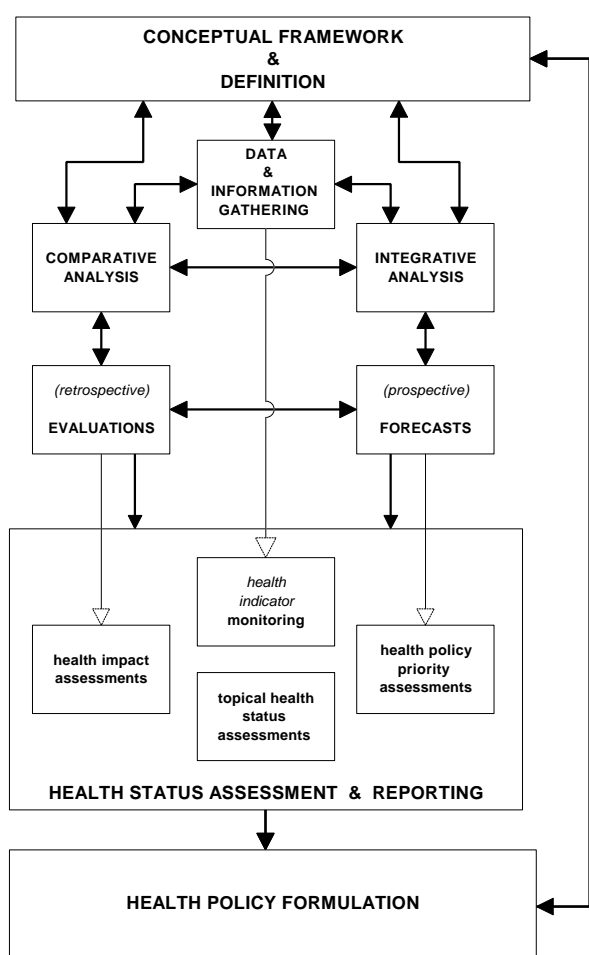 CONCEPTUAL FRAMEWORK
&
DEFINITION
DATA
&
INFORMATION
GATHERING
COMPARATIVE
ANALYSIS
INTEGRATIVE
ANALYSIS
(retrospective)
EVALUATIONS
(prospective)
FORECASTS
health
indicator
monitoring
health impact
assessments
health policy
priority
assessments
topical health
status
assessments
HEALTH STATUS ASSESSMENT & REPORTING
HEALTH POLICY FORMULATION